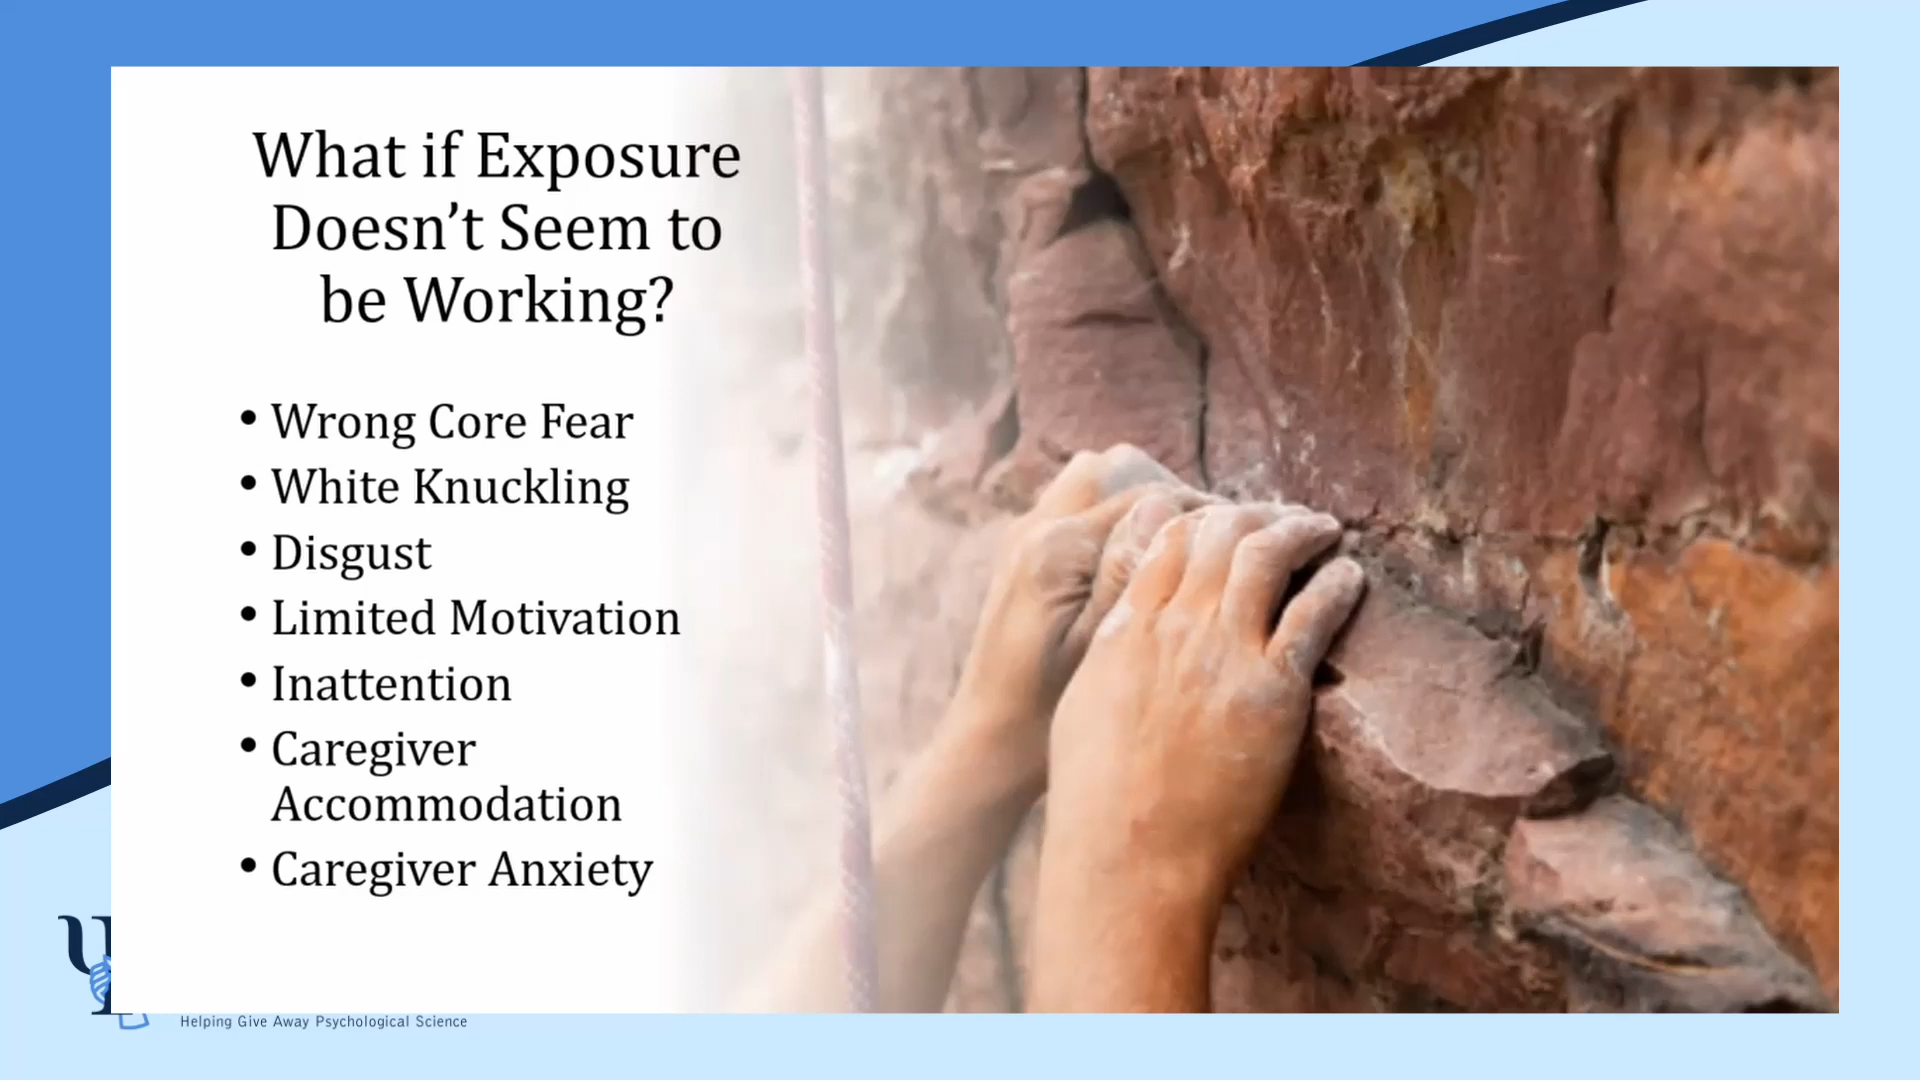 What if Exposure
Doesn’t Seem to
be Working?
• Wrong Core Fear
• White Knuckling
• Disgust
• Limited Motivation
• Inattention
• Caregiver
Accommodation
• Caregiver Anxiety
Helping Give Away Psychological Science